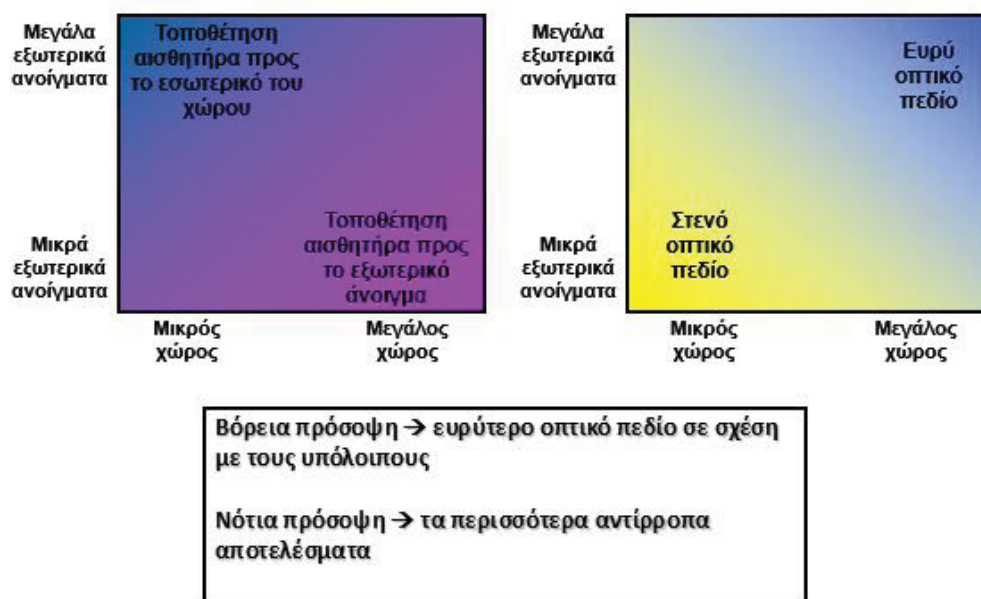 Μεγάλα
εξωτερικά
ανοίγματα
Τοποθέτηση
αισθητήρα προς
το εσωτερικό του
χώρου
Τοποθέτηση
αισθητήρα προς
το εξωτερικό
άνοιγμα
Μικρά
εξωτερικά
ανοίγματα
Μικρός
χώρος
Μεγάλος
χώρος
Μεγάλα
εξωτερικά
ανοίγματα
Ευρύ
οπτικό
πεδίο
Στενό
οπτικό
πεδίο
Μικρά
εξωτερικά
ανοίγματα
Μικρός
χώρος
Μεγάλος
χώρος
Βόρεια πρόσοψη → ευρύτερο οπτικό πεδίο σε σχέση
με τους υπόλοιπους
Νότια πρόσοψη → τα περισσότερα αντίρροπα
αποτελέσματα